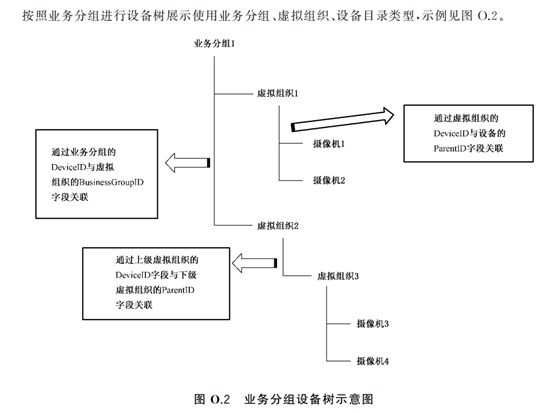 按照业务分组进行设备树展示使用业务分组、虚拟组织、设备目录类型,示例见图 O.2。
业务分组1
虚拟组织1
摄像机1
摄像机2
通过虚拟组织的
DeviceID与设备的
ParentID字段关联
通过业务分组的
DeviceID与虚拟
组织的BusinessGroupID
字段关联
虚拟组织2
通过上级虚拟组织的
DeviceID字段与下级
虚拟组织的ParentID
字段关联
虚拟组织3
摄像机3
摄像机4
图 O.2 业务分组设备树示意图